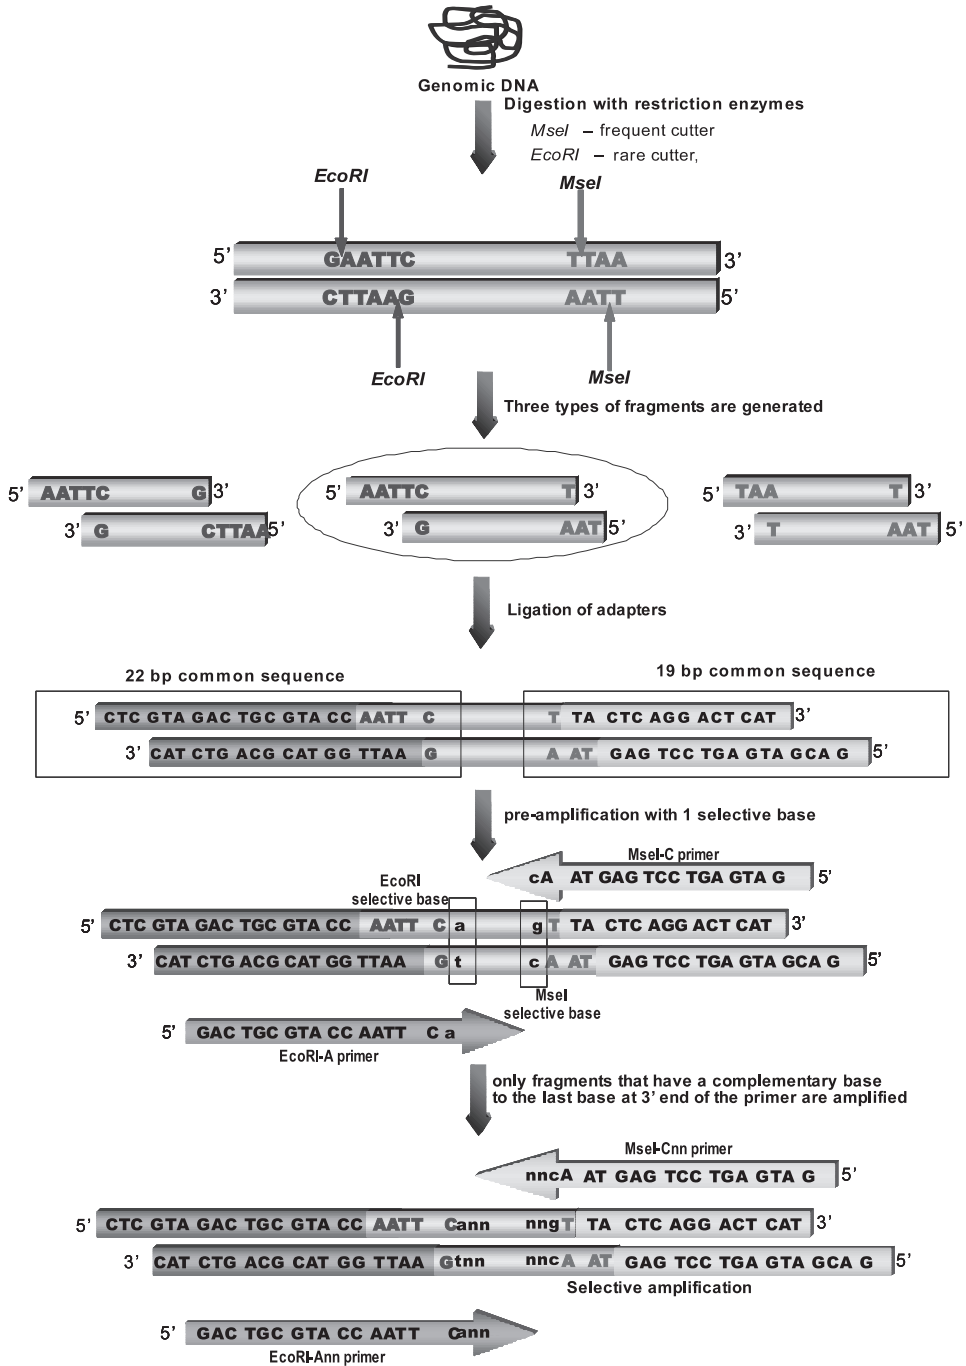 Genomic DNA
Digestion with restriction enzymes
MseI – frequent cutter
EcoRI – rare cutter,
EcoRI MseI
5’ GAATTC TTAA 3’
3’ CTTAAG AATT 5’
EcoRI MseI
Three types of fragments are generated
5’ AATTC G 3’ 5’ AATTC T 3’ 5’ TAA T 3’
3’ G CTTAA 5’ 3’ G AAT 5’ 3’ T AAT 5’
Ligation of adapters
22 bp common sequence 19 bp common sequence
5’ CTC GTA GAC TGC GTA CC AATT C T TA CTC AGG ACT CAT 3’
3’ CAT CTG ACG CAT GG TTAA G A AT GAG TCC TGA GTA GCAG 5’
pre-amplification with 1 selective base
MseI-C primer
cA AT GAG TCC TGA GTA G 5’
EcoRI
selective base
5’ CTC GTA GAC TGC GTA CC AATT C a g T TA CTC AGG ACT CAT 3’
3’ CAT CTG ACG CAT GG TTAA G t c A AT GAG TCC TGA GTA GCAG 5’
MseI
selective base
5’ GAC TGC GTA CC AATT C a
EcoRI-A primer
only fragments that have a complementary base
to the last base at 3’ end of the primer are amplified
MseI-Cnn primer
nncA AT GAG TCC TGA GTA G 5’
5’ CTC GTA GAC TGC GTA CC AATT Cann nngT TA CTC AGG ACT CAT 3’
3’ CAT CTG ACG CAT GG TTAA Gtnn nncA AT GAG TCC TGA GTA GCA G 5’
Selective amplification
5’ GAC TGC GTA CC AATT Cann
EcoRI-Ann primer